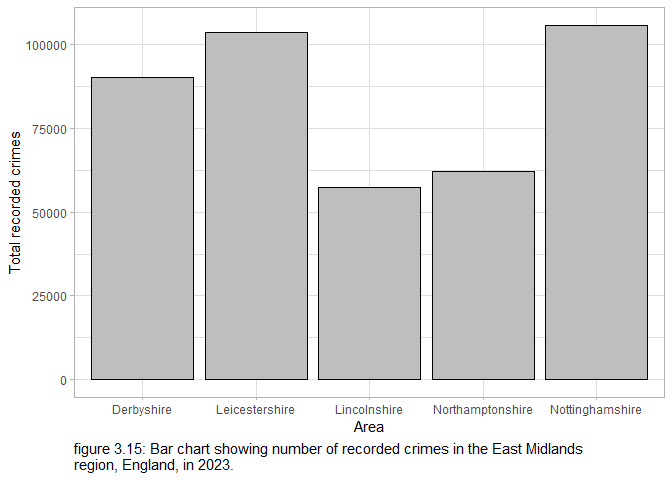 100000
75000
50000
25000
0
Total recorded crimes
Derbyshire Leicestershire Lincolnshire Northamptonshire Nottinghamshire
Area
figure 3.15: Bar chart showing number of recorded crimes in the East Midlands
region, England, in 2023.